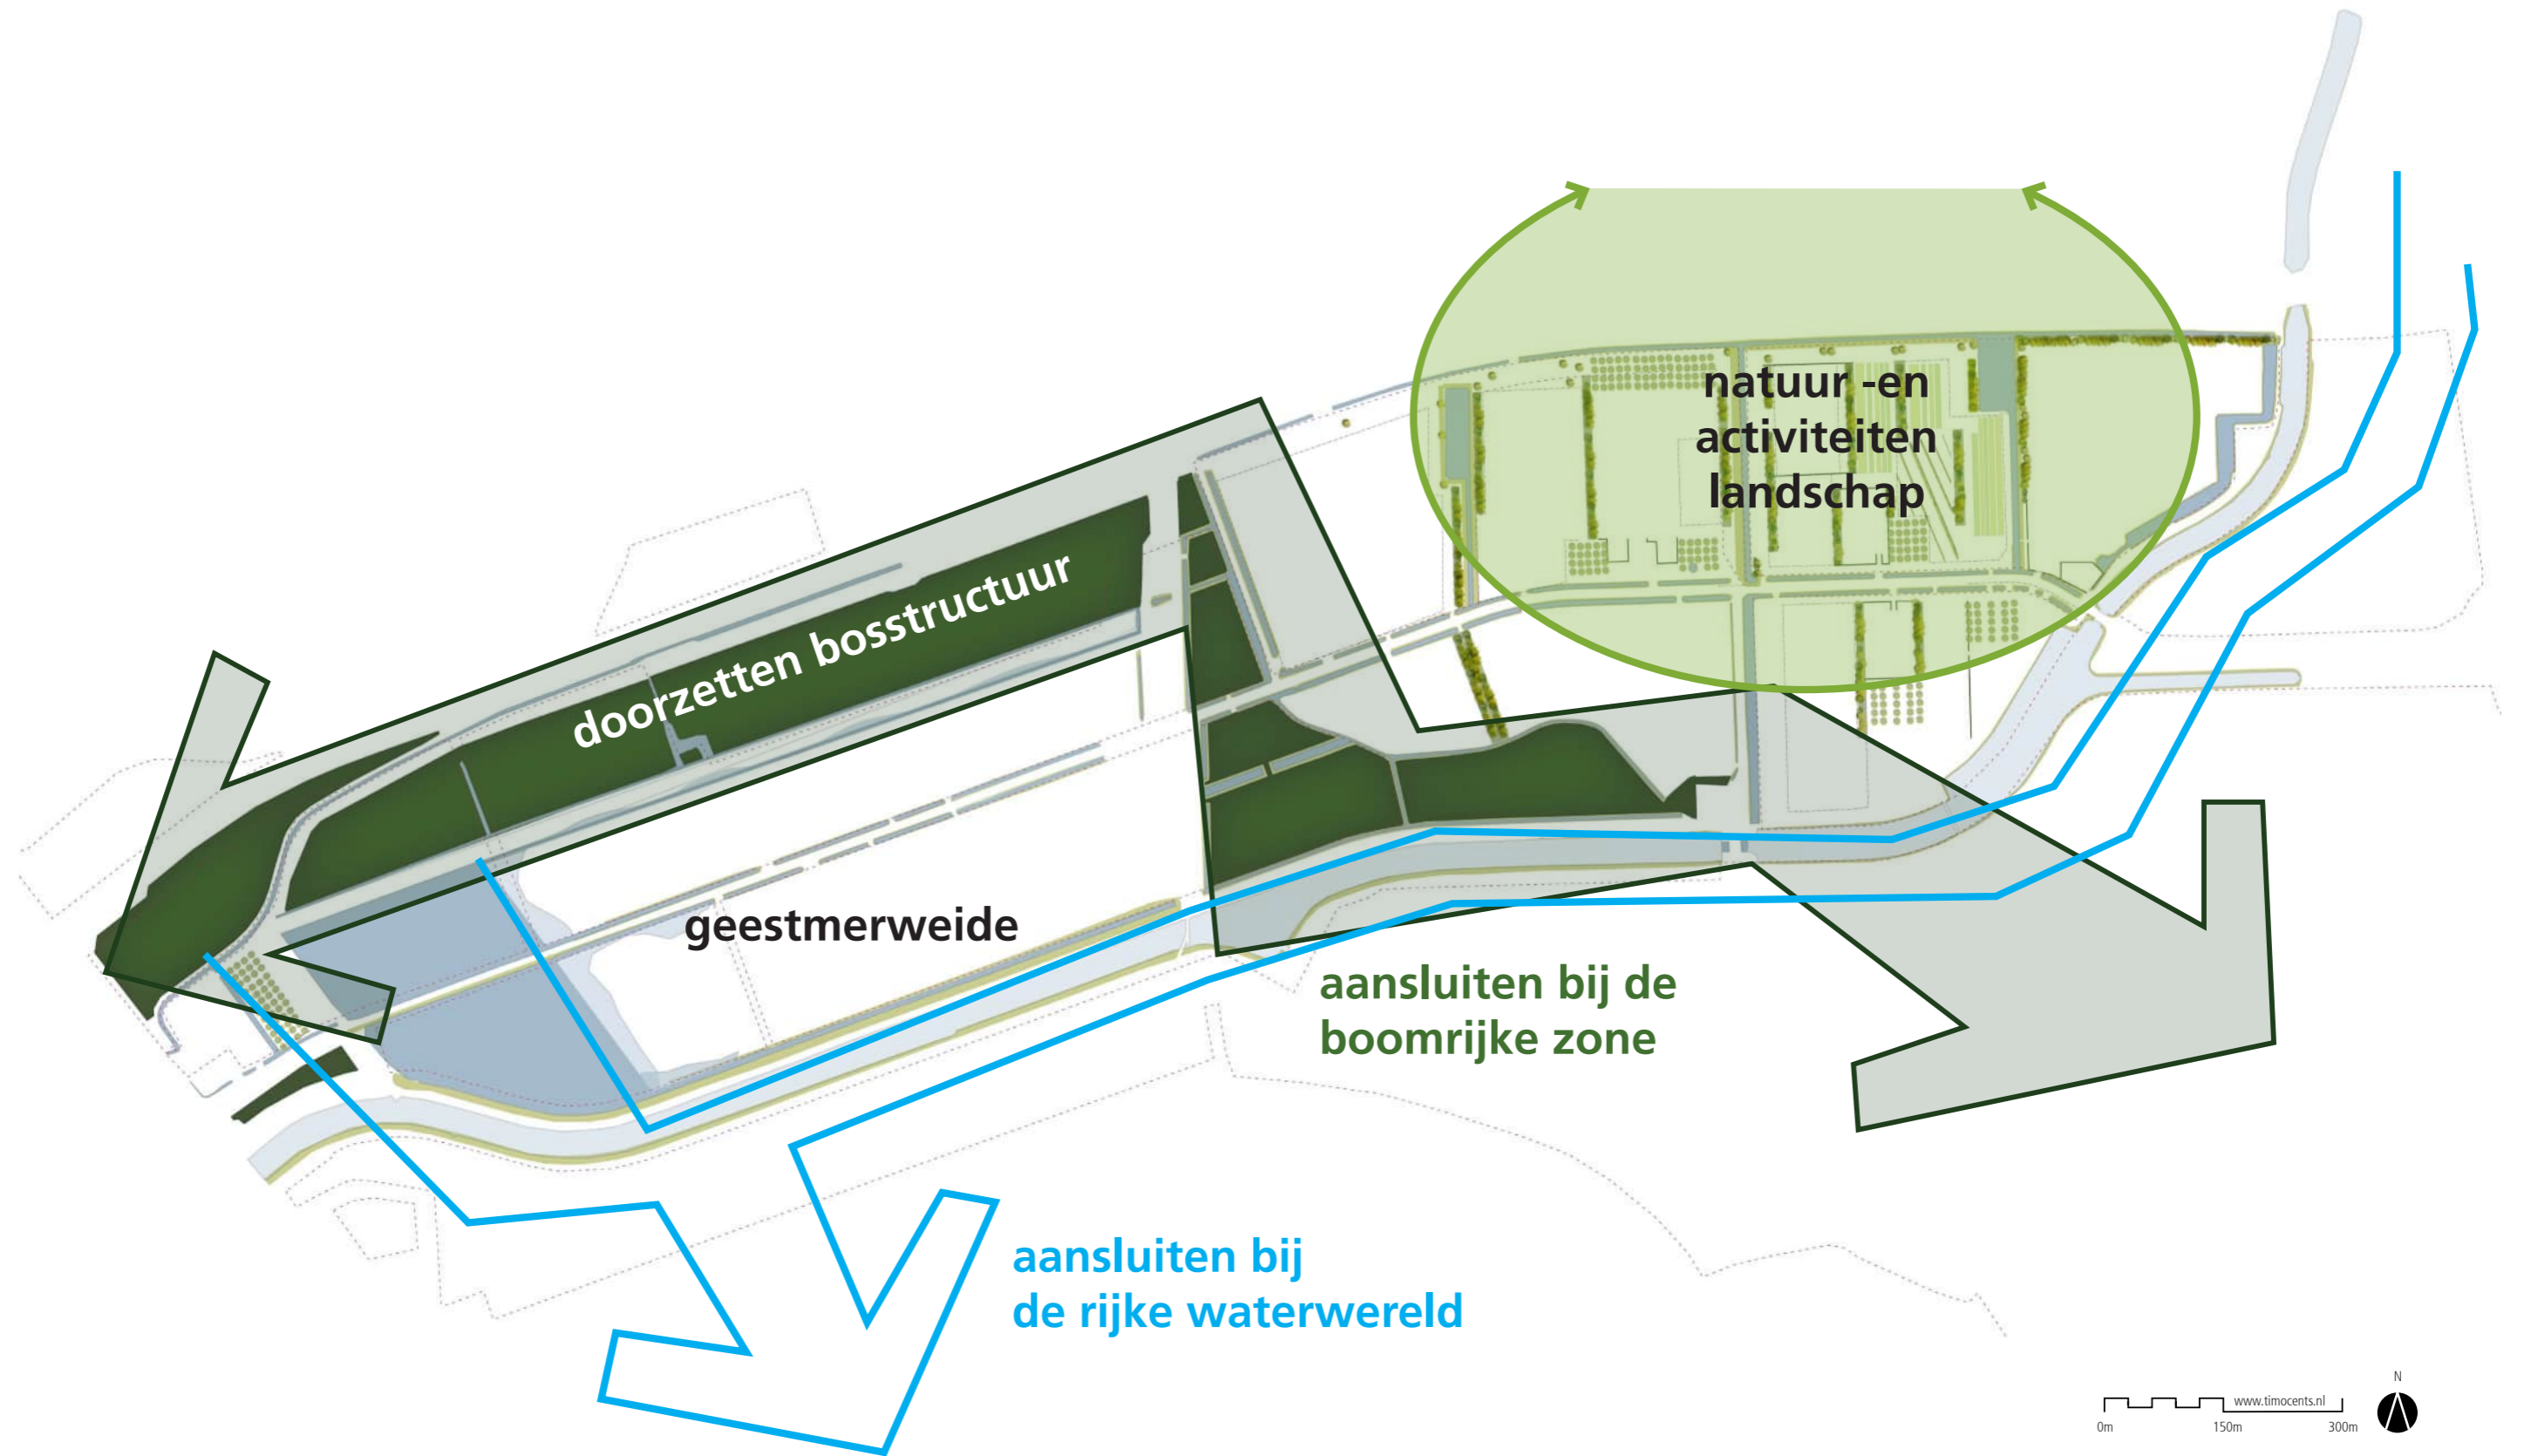 natuur -en
activiteiten
landschap
doorzetten bosstructuur
geestmerweide
aansluiten bij de
boomrijke zone
aansluiten bij
de rijke waterwereld
N
www.timocents.nl
0m 150m 300m